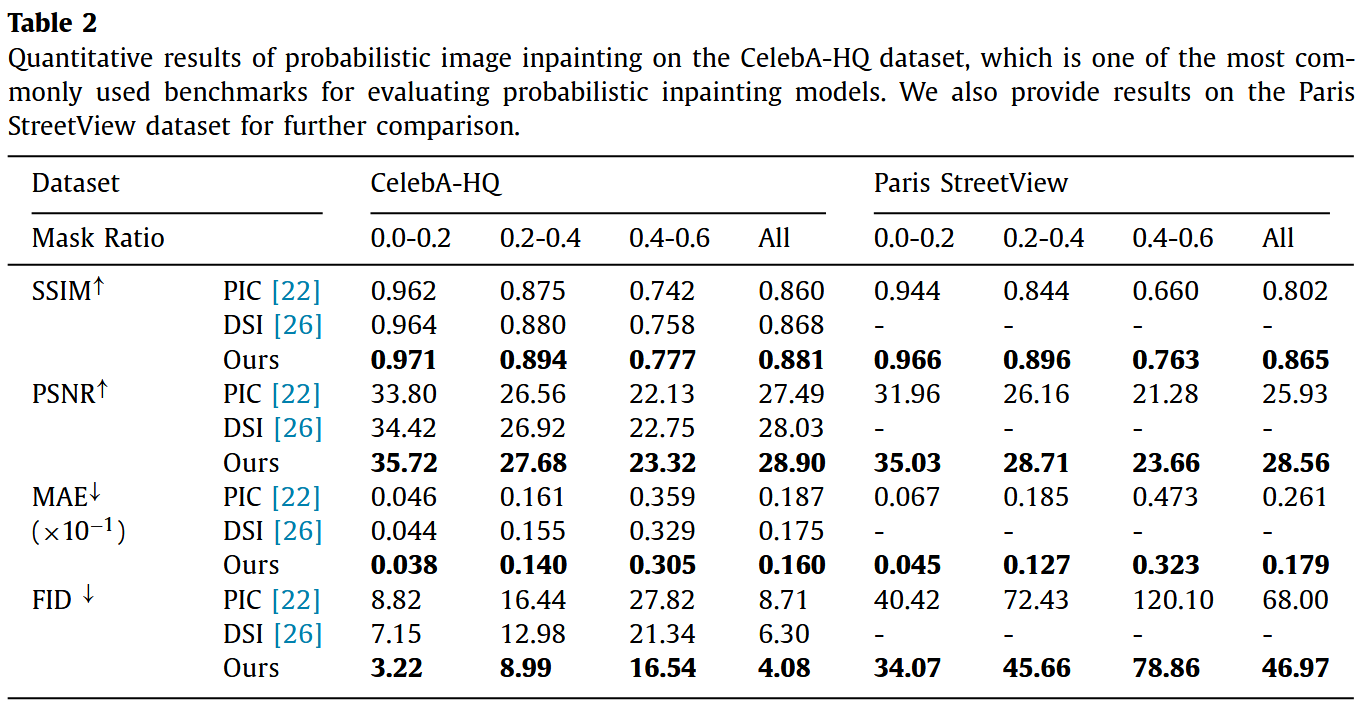 Table 2
Quantitative results of probabilistic image inpainting on the CelebA-HQ dataset, which is one of the most com-
monly used benchmarks for evaluating probabilistic inpainting models. We also provide results on the Paris
StreetView dataset for further comparison.
Dataset CelebA-HQ Paris StreetView
Mask Ratio 0.0-0.2 0.2-0.4 0.4-0.6 All 0.0-0.2 0.2-0.4 0.4-0.6 All
SSIM↑ PIC [22] 0.962 0.875 0.742 0.860 0.944 0.844 0.660 0.802
DSI [26] 0.964 0.880 0.758 0.868 - - - -
Ours 0.971 0.894 0.777 0.881 0.966 0.896 0.763 0.865
PSNR↑ PIC [22] 33.80 26.56 22.13 27.49 31.96 26.16 21.28 25.93
DSI [26] 34.42 26.92 22.75 28.03 - - - -
Ours 35.72 27.68 23.32 28.90 35.03 28.71 23.66 28.56
MAE↓ PIC [22] 0.046 0.161 0.359 0.187 0.067 0.185 0.473 0.261
(×10⁻¹) DSI [26] 0.044 0.155 0.329 0.175 - - - -
Ours 0.038 0.140 0.305 0.160 0.045 0.127 0.323 0.179
FID ↓ PIC [22] 8.82 16.44 27.82 8.71 40.42 72.43 120.10 68.00
DSI [26] 7.15 12.98 21.34 6.30 - - - -
Ours 3.22 8.99 16.54 4.08 34.07 45.66 78.86 46.97